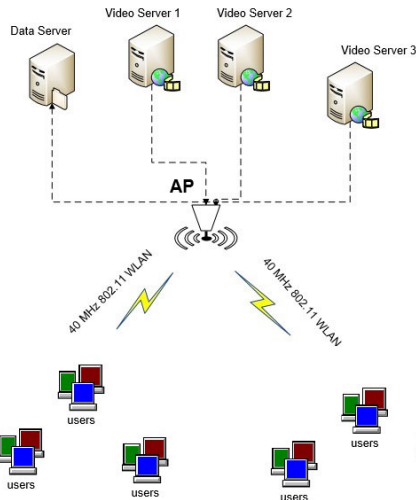 Video Server 1
Video Server 2
Data Server
Video Server 3
AP
40 MHz 802.11 WLAN
40 MHz 802.11 WLAN
users
users
users
users
users